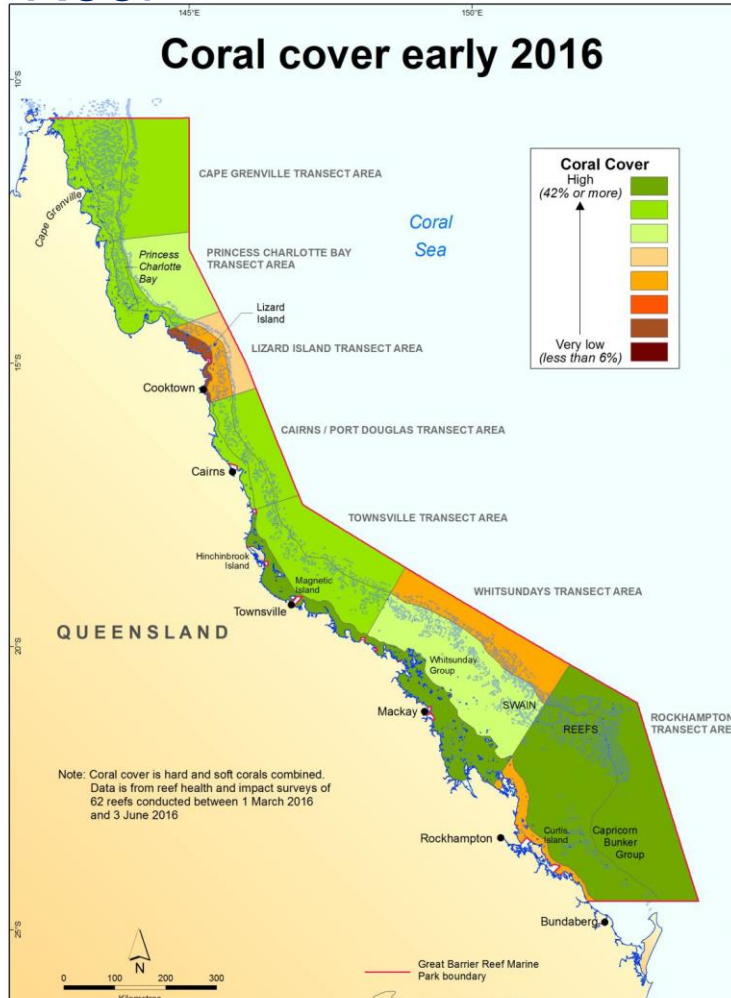 145°E
150°E
Coral cover early 2016
10°S
Coral Cover
High
(42% or more)
Very low
(less than 6%)
CAPE GRENVILLE TRANSECT AREA
Cape Grenville
Coral
Sea
PRINCESS CHARLOTTE BAY
TRANSECT AREA
Princess
Charlotte
Bay
Lizard
Island
LIZARD ISLAND TRANSECT AREA
15°S
Cooktown
CAIRNS / PORT DOUGLAS TRANSECT AREA
Cairns
TOWNSVILLE TRANSECT AREA
Hinchinbrook
Island
Magnetic
Island
Townsville
WHITSUNDAYS TRANSECT AREA
QUEENSLAND
20°S
Whitsunday
Group
SWAIN
REEFS
Mackay
ROCKHAMPTON
TRANSECT AREA
Note: Coral cover is hard and soft corals combined.
Data is from reef health and impact surveys of
62 reefs conducted between 1 March 2016
and 3 June 2016
Rockhampton
Curtis
Island
Capricorn
Bunker
Group
25°S
Bundaberg
N
0 100 200 300
Great Barrier Reef Marine
Park boundary